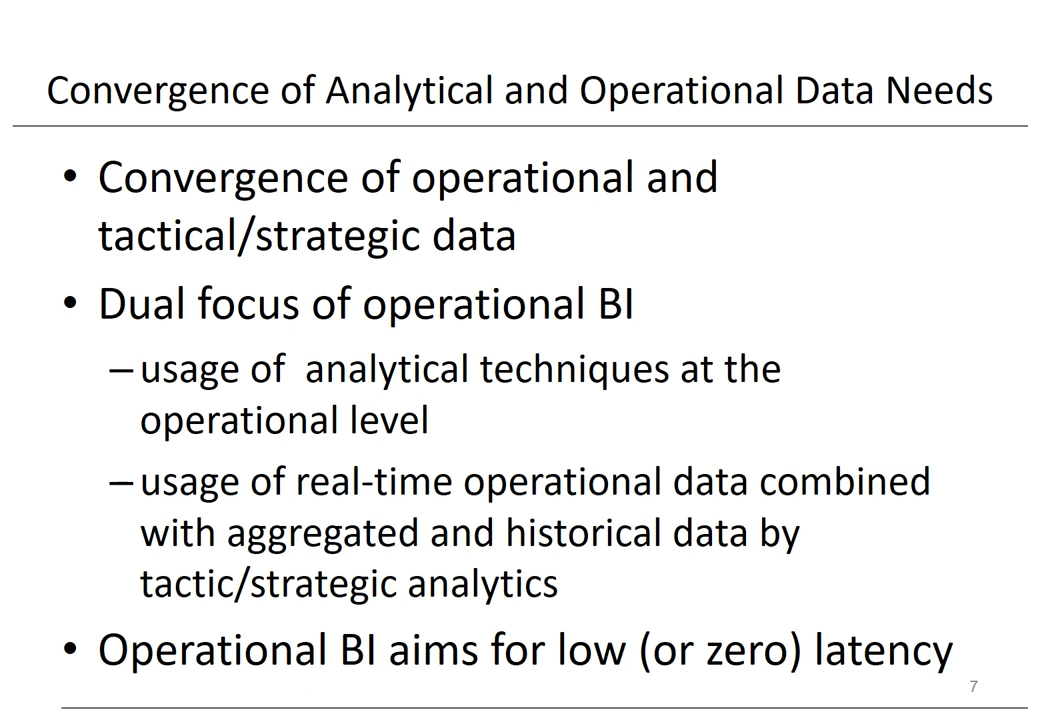 Convergence of Analytical and Operational Data Needs
• Convergence of operational and
tactical/strategic data
• Dual focus of operational BI
– usage of  analytical techniques at the
operational level
– usage of real-time operational data combined
with aggregated and historical data by
tactic/strategic analytics
• Operational BI aims for low (or zero) latency
7